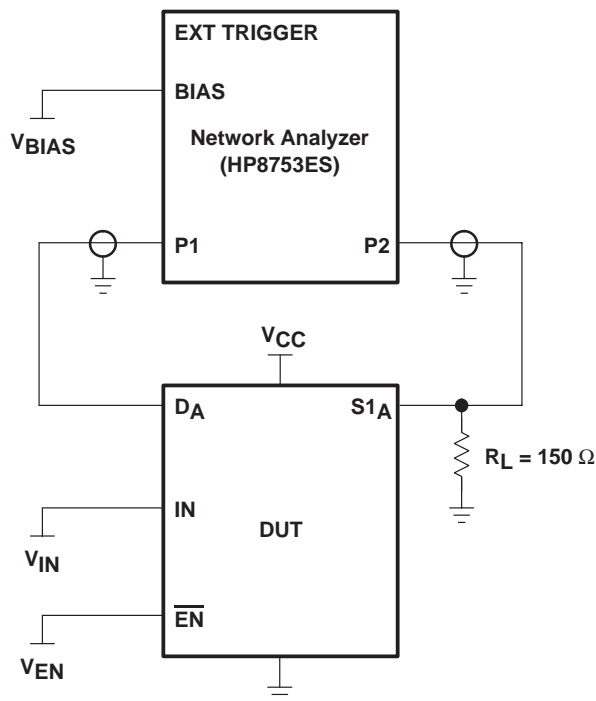 EXT TRIGGER
BIAS
VBIAS
Network Analyzer
(HP8753ES)
P1
P2
VCC
DA
S1A
RL = 150 Ω
IN
DUT
VIN
EN
VEN